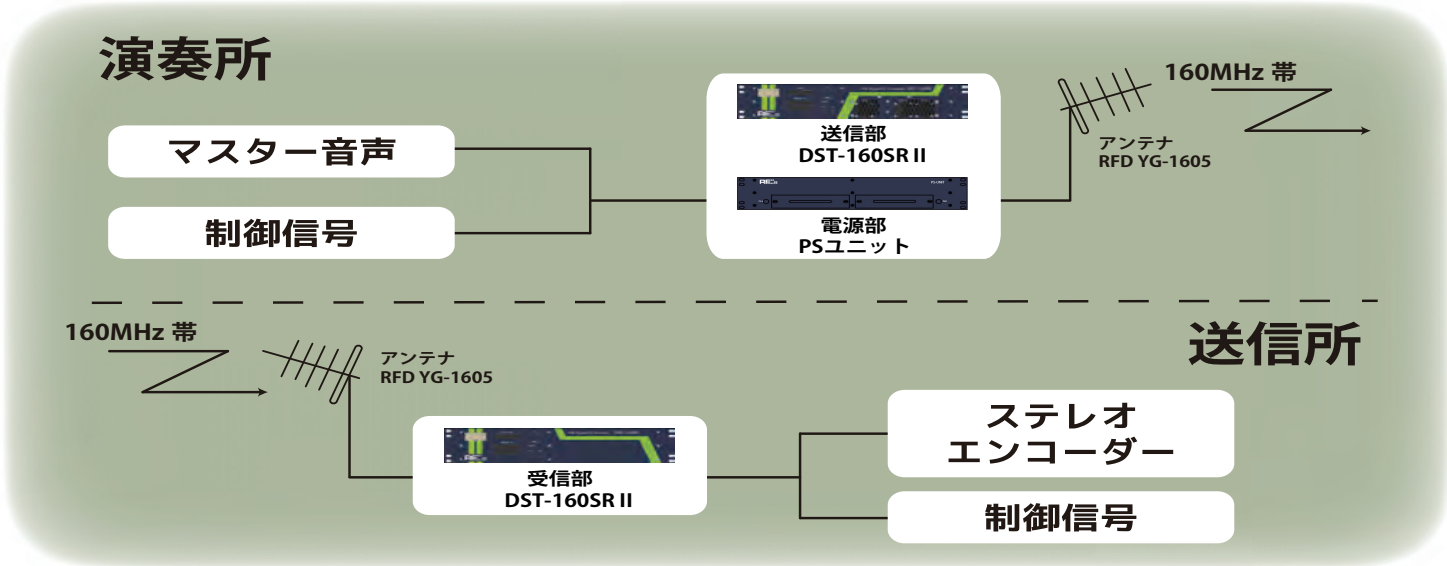 演奏所
マスター音声
制御信号
送信部
DST-160SR II
電源部
PSユニット
160MHz 帯
アンテナ
RFD YG-1605
160MHz 帯
アンテナ
RFD YG-1605
送信所
受信部
DST-160SR II
ステレオ
エンコーダー
制御信号